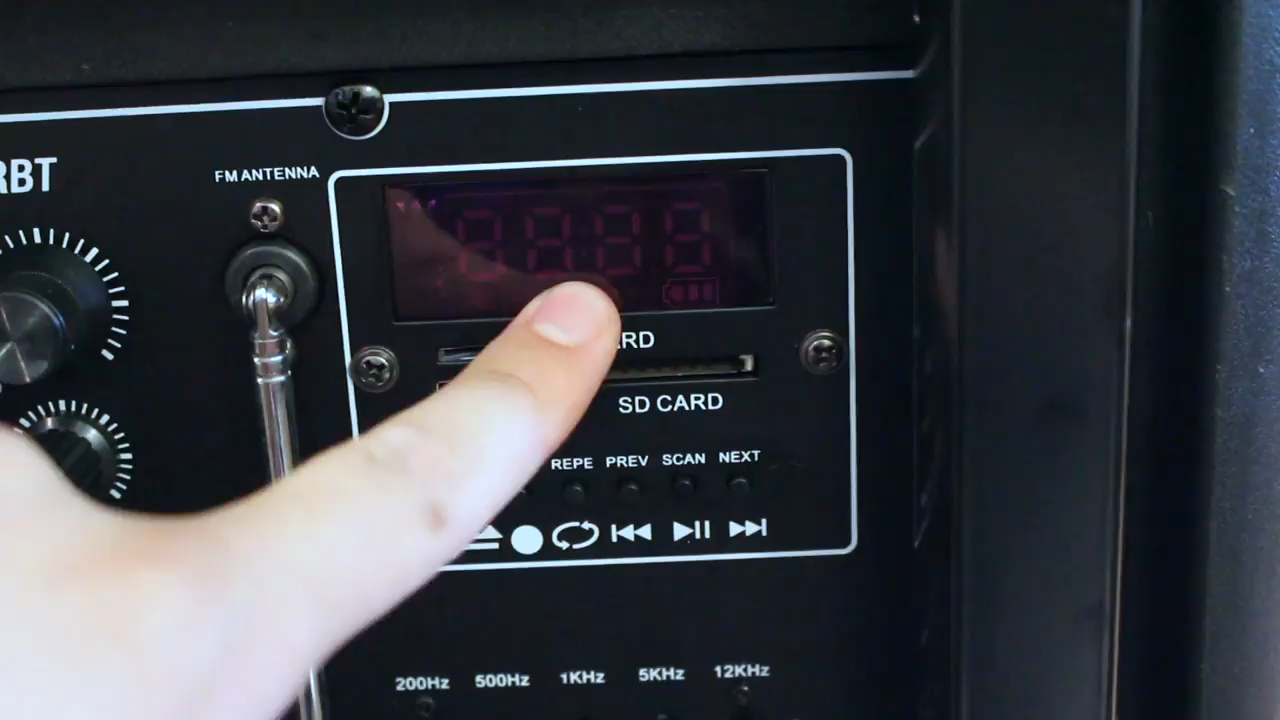 RBT
FM ANTENNA
RD
SD CARD
REPE PREV SCAN NEXT
200Hz 500Hz 1KHz 5KHz 12KHz